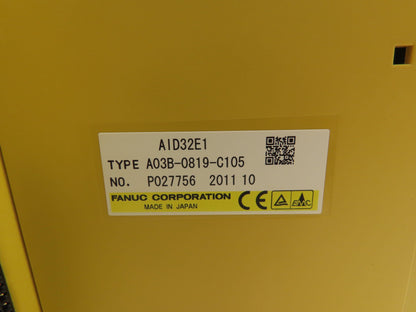 AID32E1
TYPE A03B-0819-C105
NO. P027756 2011 10
FANUC CORPORATION
MADE IN JAPAN
CE